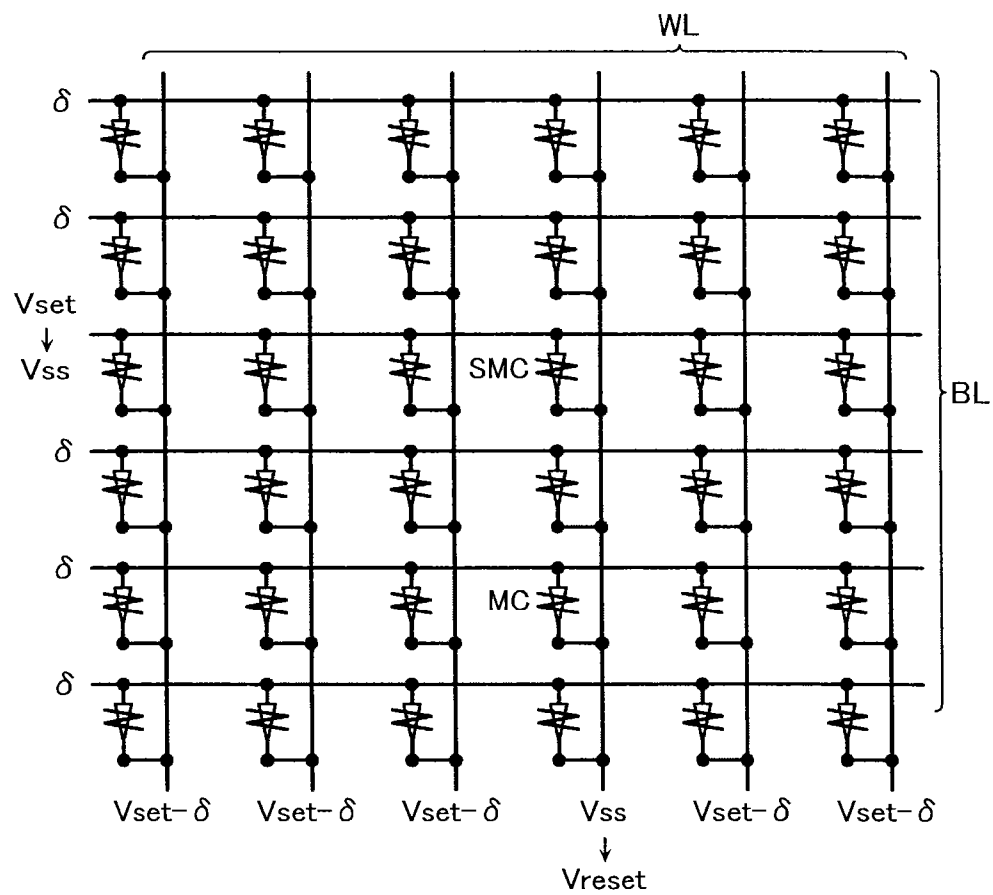 WL
δ
δ
Vset
↓
Vss
SMC
BL
δ
δ
MC
δ
Vset-δ Vset-δ Vset-δ Vss Vset-δ Vset-δ
↓
Vreset